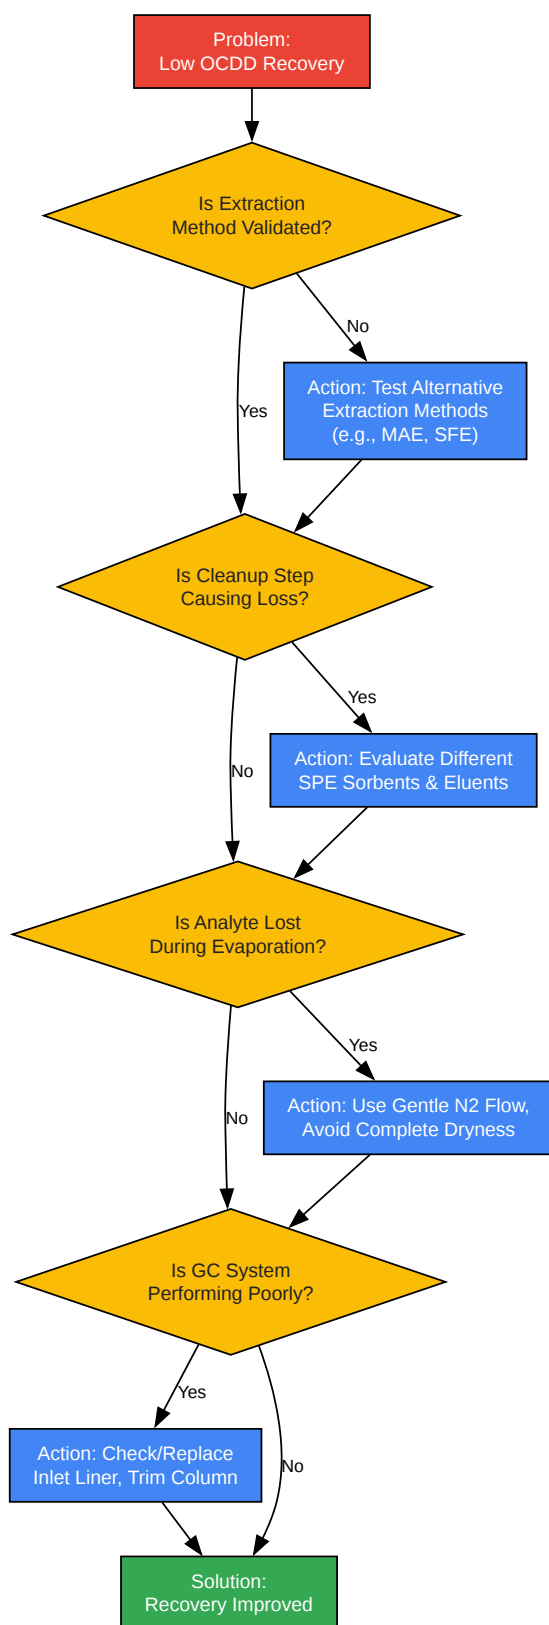 Problem:
Low OCDD Recovery
Is Extraction
Method Validated?
No
Action: Test Alternative
Extraction Methods
(e.g., MAE, SFE)
Yes
Is Cleanup Step
Causing Loss?
Yes
Action: Evaluate Different
SPE Sorbents & Eluents
No
Is Analyte Lost
During Evaporation?
Yes
Action: Use Gentle N2 Flow,
Avoid Complete Dryness
No
Is GC System
Performing Poorly?
Yes
Action: Check/Replace
Inlet Liner, Trim Column
No
Solution:
Recovery Improved